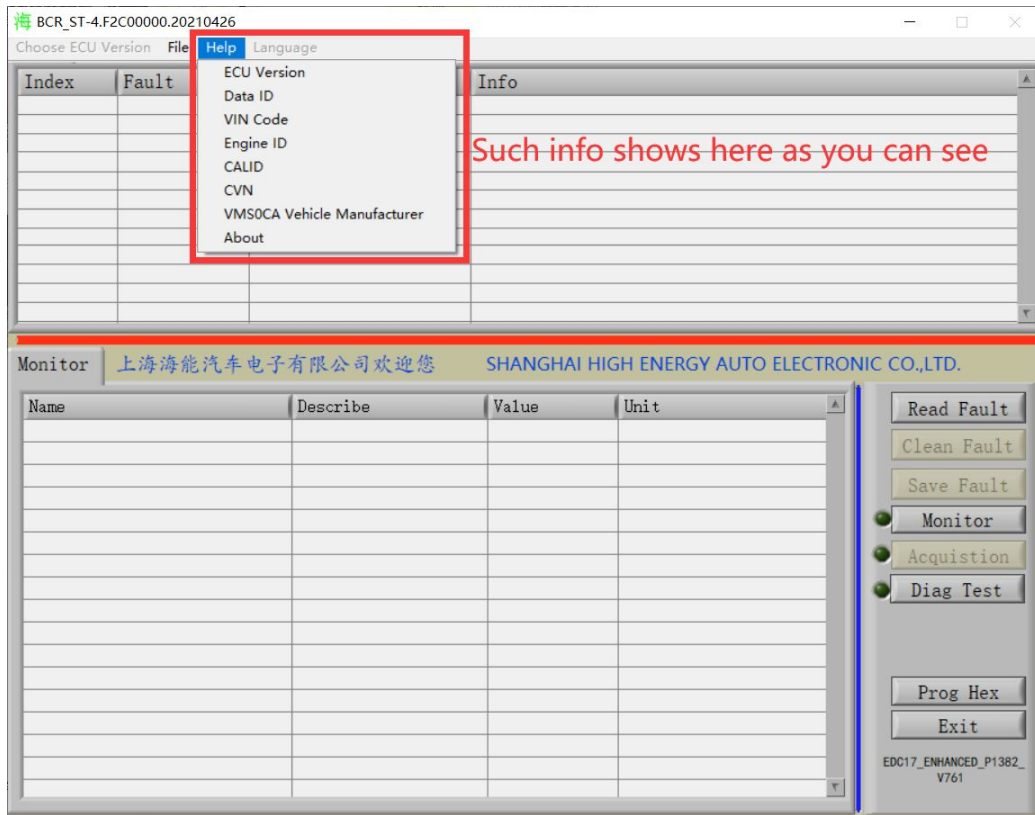 海 BCR_ST-4.F2C00000.20210426
Choose ECU Version File Help Language
Index Fault Info
ECU Version
Data ID
VIN Code
Engine ID
CALID
CVN
VMS0CA Vehicle Manufacturer
About
Such info shows here as you can see
Monitor 上海海能汽车电子有限公司欢迎您 SHANGHAI HIGH ENERGY AUTO ELECTRONIC CO.,LTD.
Name Describe Value Unit
Read Fault
Clean Fault
Save Fault
Monitor
Acquistion
Diag Test
Prog Hex
Exit
EDC17_ENHANCED_P1382_
V761